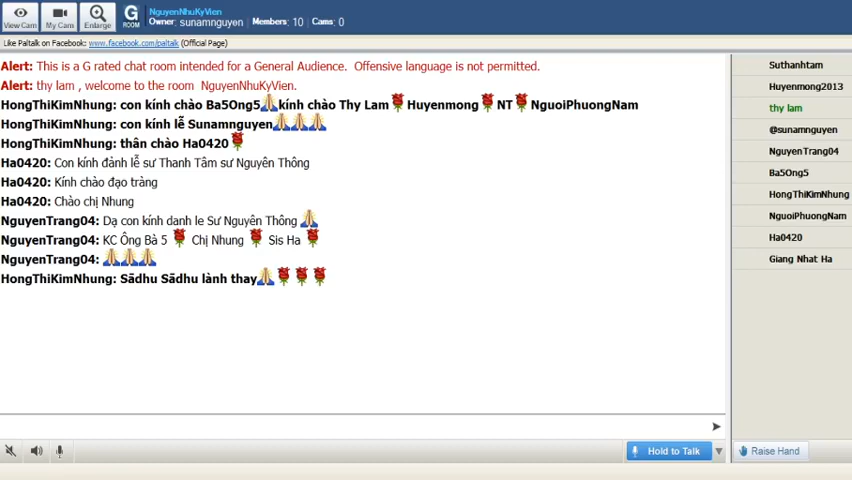 NguyenNhuKyVien
Owner: sunamnguyen Members: 10 Cams: 0
View Cam My Cam Enlarge G ROOM
Like Paltalk on Facebook: www.facebook.com/paltalk (Official Page)
Alert: This is a G rated chat room intended for a General Audience. Offensive language is not permitted.
Alert: thy lam , welcome to the room NguyenNhuKyVien.
HongThiKimNhung: con kính chào Ba5Ong5 kính chào Thy Lam Huyenmong NT NguoiPhuongNam
HongThiKimNhung: con kính lễ Sunamnguyen
HongThiKimNhung: thân chào Ha0420
Ha0420: Con kính đảnh lễ sư Thanh Tâm sư Nguyên Thông
Ha0420: Kính chào đạo tràng
Ha0420: Chào chị Nhung
NguyenTrang04: Dạ con kính danh le Sư Nguyên Thông
NguyenTrang04: KC Ông Bà 5 Chị Nhung Sis Ha
NguyenTrang04:
HongThiKimNhung: Sādhu Sādhu lành thay
Suthanhtam
Huyenmong2013
thy lam
@sunamnguyen
NguyenTrang04
Ba5Ong5
HongThiKimNhung
NguoiPhuongNam
Ha0420
Giang Nhat Ha
Hold to Talk
Raise Hand